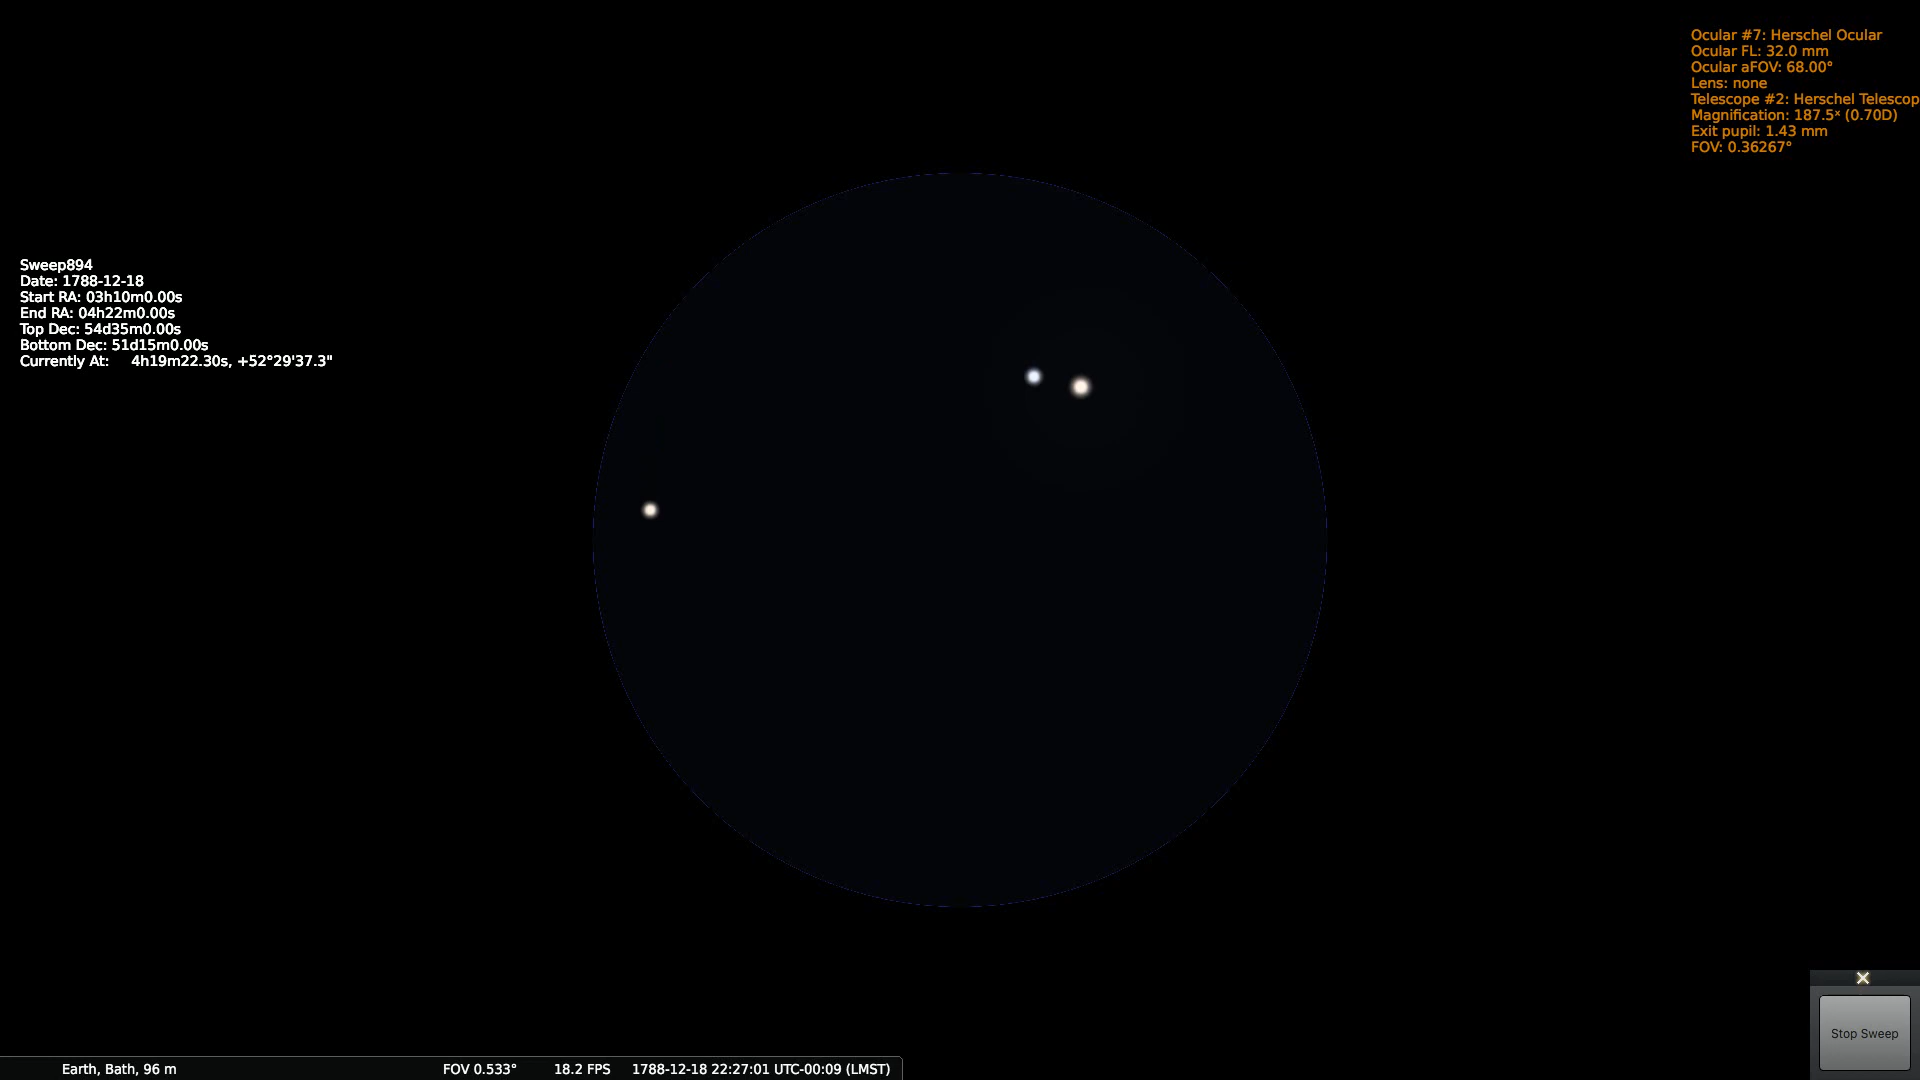 Ocular #7: Herschel Ocular
Ocular FL: 32.0 mm
Ocular aFOV: 68.00°
Lens: none
Telescope #2: Herschel Telescop
Magnification: 187.5ˣ (0.70D)
Exit pupil: 1.43 mm
FOV: 0.36267°
Sweep894
Date: 1788-12-18
Start RA: 03h10m0.00s
End RA: 04h22m0.00s
Top Dec: 54d35m0.00s
Bottom Dec: 51d15m0.00s
Currently At: 4h19m22.30s, +52°29'37.3"
Stop Sweep
Earth, Bath, 96 m FOV 0.533° 18.2 FPS 1788-12-18 22:27:01 UTC-00:09 (LMST)